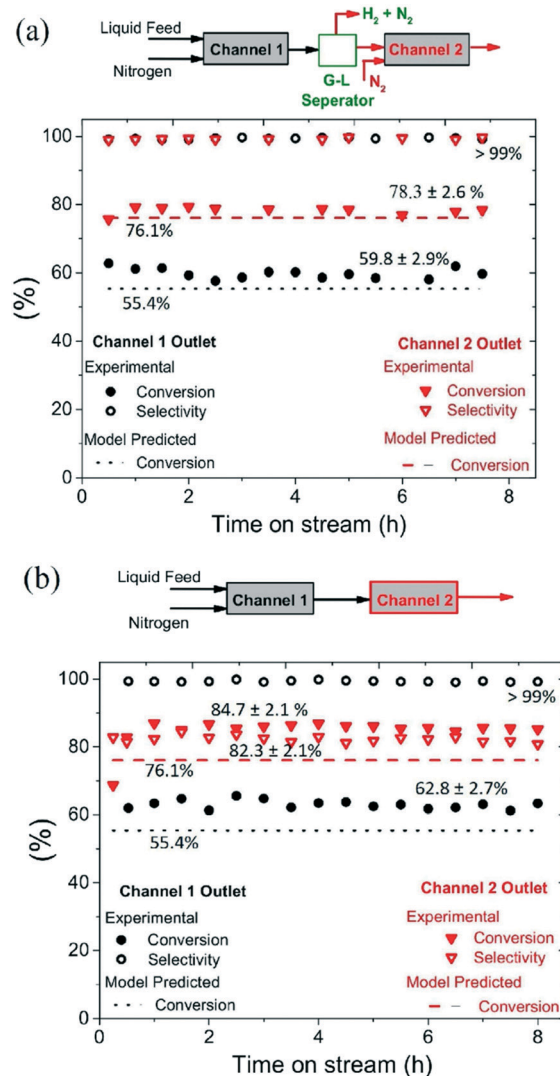 (a)
H₂ + N₂
Liquid Feed
Channel 1
Channel 2
Nitrogen
G-L
N₂
Seperator
100
> 99%
80
78.3 ± 2.6 %
76.1%
60
59.8 ± 2.9%
55.4%
(%)
40
Channel 1 Outlet
Channel 2 Outlet
Experimental
Experimental
Conversion
Conversion
20
Selectivity
Selectivity
Model Predicted
Model Predicted
Conversion
Conversion
0
0 2 4 6 8
Time on stream (h)
(b)
Liquid Feed
Channel 1
Channel 2
Nitrogen
100
> 99%
84.7 ± 2.1 %
80
82.3 ± 2.1%
76.1%
62.8 ± 2.7%
60
55.4%
(%)
40
Channel 1 Outlet
Channel 2 Outlet
Experimental
Experimental
Conversion
Conversion
20
Selectivity
Selectivity
Model Predicted
Model Predicted
Conversion
Conversion
0
0 2 4 6 8
Time on stream (h)